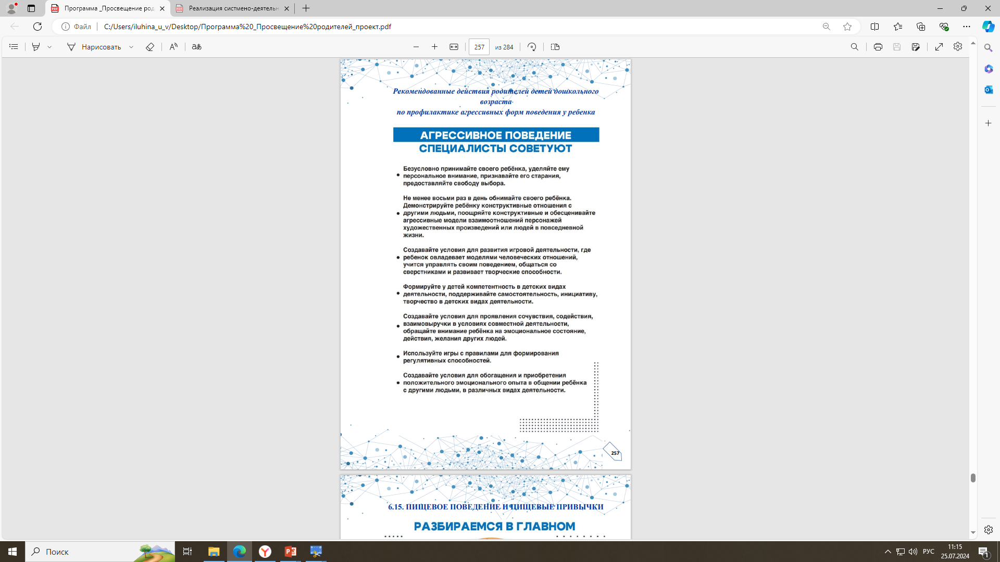 Программа _Просвещение род
Реализация систмено-деятельн
Файл
C:/Users/iluhina_u_v/Desktop/Программа%20_Просвещение%20родителей_проект.pdf
Нарисовать
257
из 284
Рекомендованные действия родителей детей дошкольного
возраста
по профилактике агрессивных форм поведения у ребенка
АГРЕССИВНОЕ ПОВЕДЕНИЕ
СПЕЦИАЛИСТЫ СОВЕТУЮТ
Безусловно принимайте своего ребёнка, уделяйте ему
• персональное внимание, признавайте его старания,
предоставляйте свободу выбора.
Не менее восьми раз в день обнимайте своего ребёнка.
Демонстрируйте ребёнку конструктивные отношения с
• другими людьми, поощряйте конструктивные и обесценивайте
агрессивные модели взаимоотношений персонажей
художественных произведений или людей в повседневной
жизни.
Создавайте условия для развития игровой деятельности, где
• ребенок овладевает моделями человеческих отношений,
учится управлять своим поведением, общаться со
сверстниками и развивает творческие способности.
Формируйте у детей компетентность в детских видах
• деятельности, поддерживайте самостоятельность, инициативу,
творчество в детских видах деятельности.
Создавайте условия для проявления сочувствия, содействия,
• взаимовыручки в условиях совместной деятельности,
обращайте внимание ребёнка на эмоциональное состояние,
действия, желания других людей.
• Используйте игры с правилами для формирования
регулятивных способностей.
Создавайте условия для обогащения и приобретения
• положительного эмоционального опыта в общении ребёнка
с другими людьми, в различных видах деятельности.
257
6.15. ПИЩЕВОЕ ПОВЕДЕНИЕ И ПИЩЕВЫЕ ПРИВЫЧКИ
РАЗБИРАЕМСЯ В ГЛАВНОМ
Поиск
РУС
11:15
25.07.2024
1